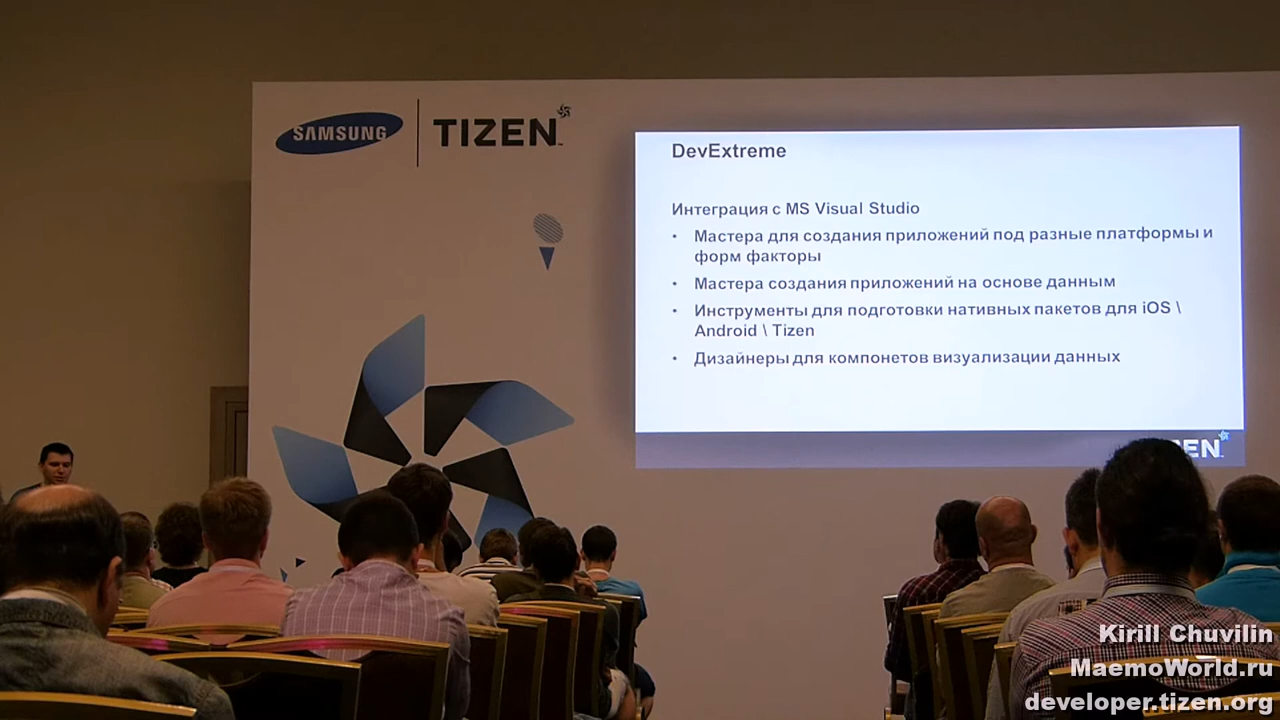 SAMSUNG
TIZEN™
DevExtreme
Интеграция с MS Visual Studio
• Мастера для создания приложений под разные платформы и
форм факторы
• Мастера создания приложений на основе данным
• Инструменты для подготовки нативных пакетов для iOS \
Android \ Tizen
• Дизайнеры для компонетов визуализации данных
Kirill Chuvilin
MaemoWorld.ru
developer.tizen.org